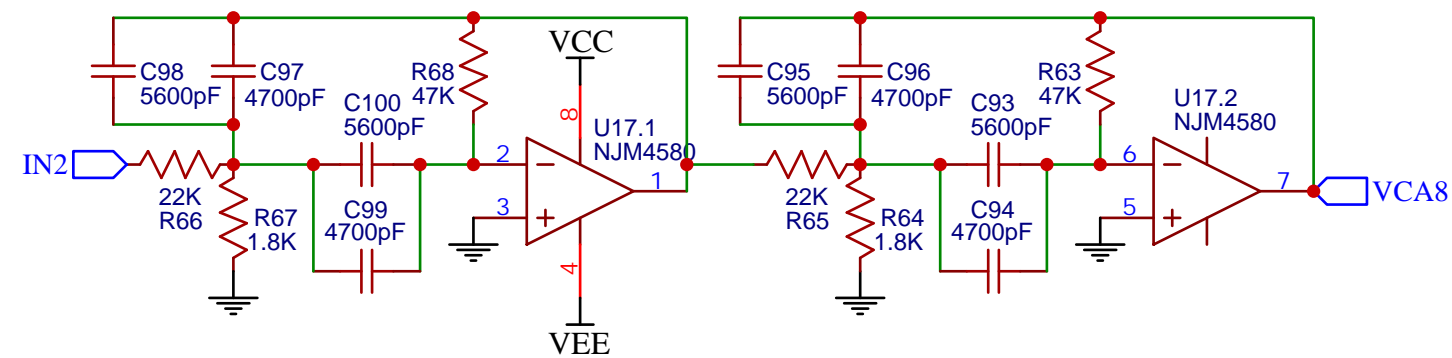 VCC
C98
5600pF
C97
4700pF
R68
47K
C100
5600pF
8
U17.1
NJM4580
IN2
22K
R66
R67
1.8K
C99
4700pF
2
3
1
4
VEE
C95
5600pF
C96
4700pF
R63
47K
C93
5600pF
U17.2
NJM4580
22K
R65
R64
1.8K
C94
4700pF
6
5
7
VCA8